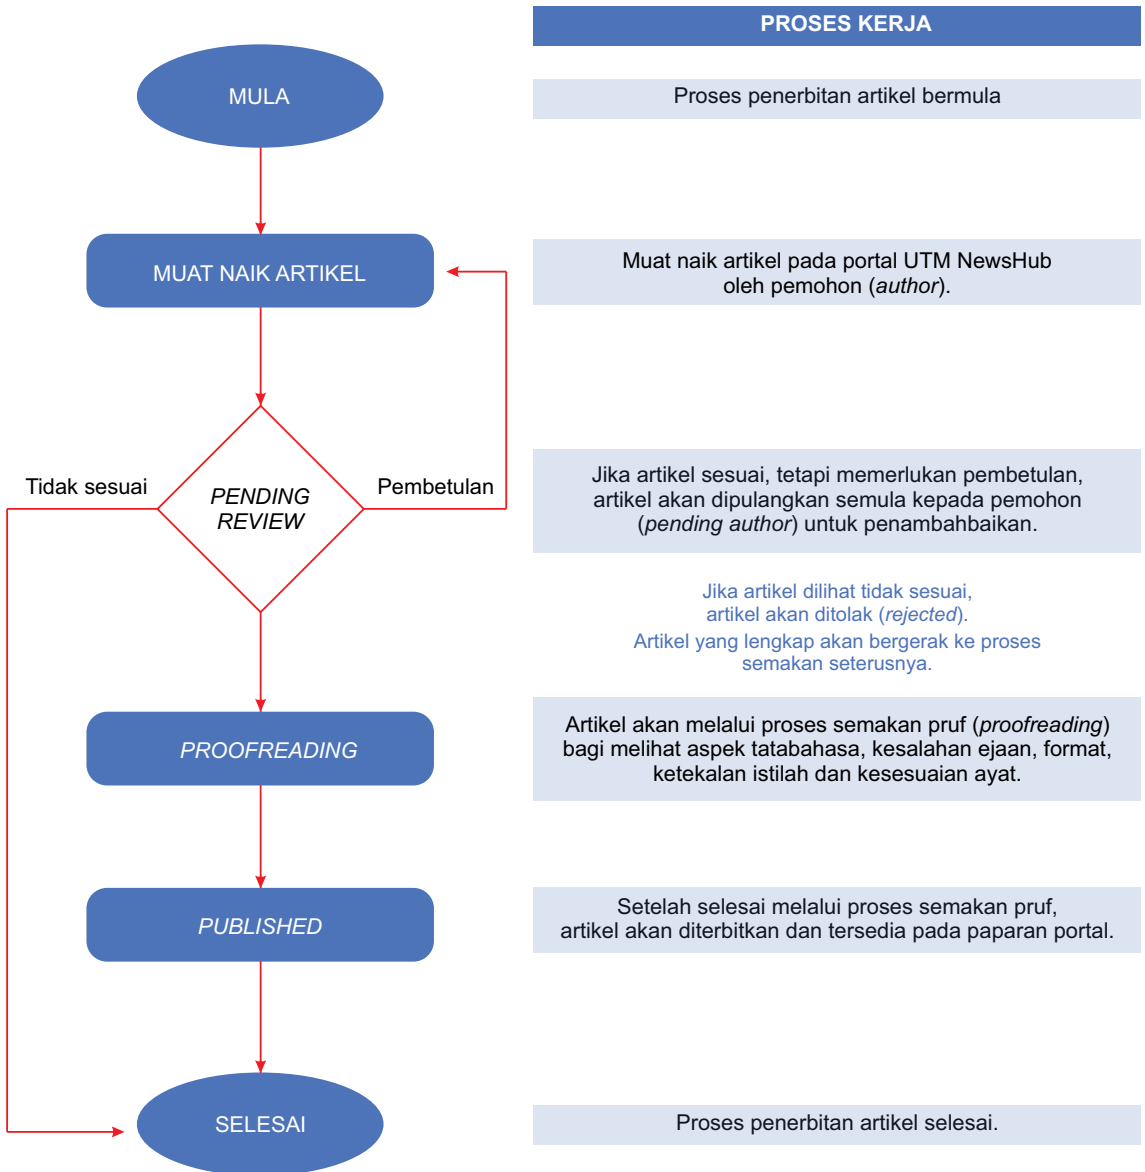 PROSES KERJA
MULA
Proses penerbitan artikel bermula
MUAT NAIK ARTIKEL
Muat naik artikel pada portal UTM NewsHub
oleh pemohon (author).
Tidak sesuai
PENDING
REVIEW
Pembetulan
Jika artikel sesuai, tetapi memerlukan pembetulan,
artikel akan dipulangkan semula kepada pemohon
(pending author) untuk penambahbaikan.
Jika artikel dilihat tidak sesuai,
artikel akan ditolak (rejected).
Artikel yang lengkap akan bergerak ke proses
semakan seterusnya.
PROOFREADING
Artikel akan melalui proses semakan pruf (proofreading)
bagi melihat aspek tatabahasa, kesalahan ejaan, format,
ketekalan istilah dan kesesuaian ayat.
PUBLISHED
Setelah selesai melalui proses semakan pruf,
artikel akan diterbitkan dan tersedia pada paparan portal.
SELESAI
Proses penerbitan artikel selesai.